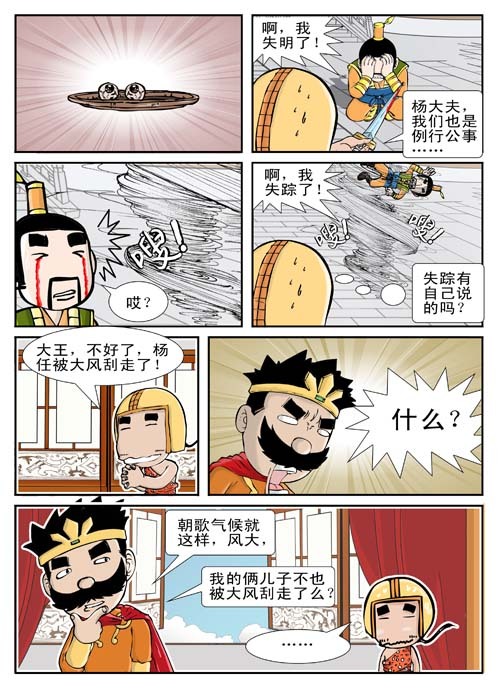 啊，我
失明了！
杨大夫，
我们也是
例行公事
……
嗖！
哎？
啊，我
失踪了！
嗖！
嗖！
失踪有
自己说
的吗？
大王，不好了，杨
任被大风刮走了！
什么？
朝歌气候就
这样，风大，
我的俩儿子不也
被大风刮走了么？
……